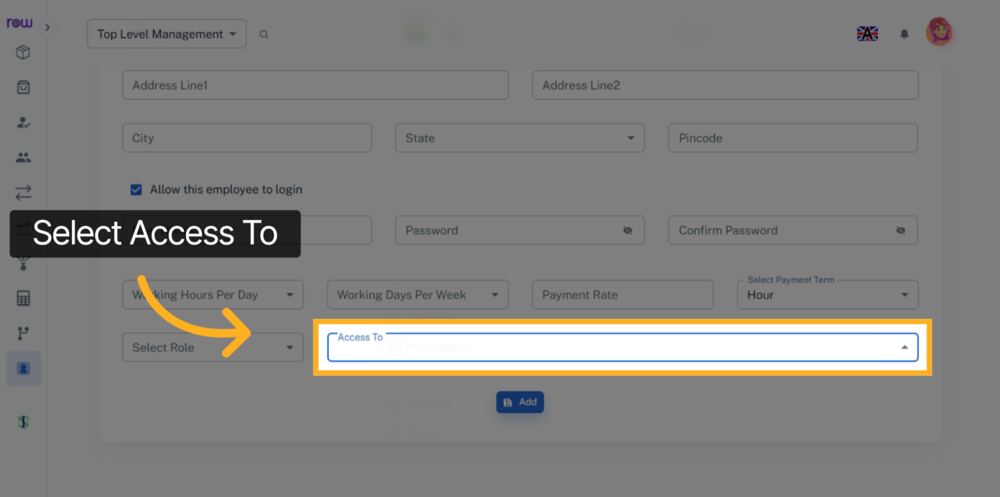 row
Top Level Management
A
Address Line1
Address Line2
City
State
Pincode
Allow this employee to login
Select Access To
Password
Confirm Password
Working Hours Per Day
Working Days Per Week
Payment Rate
Select Payment Term
Hour
Select Role
Access To
Add